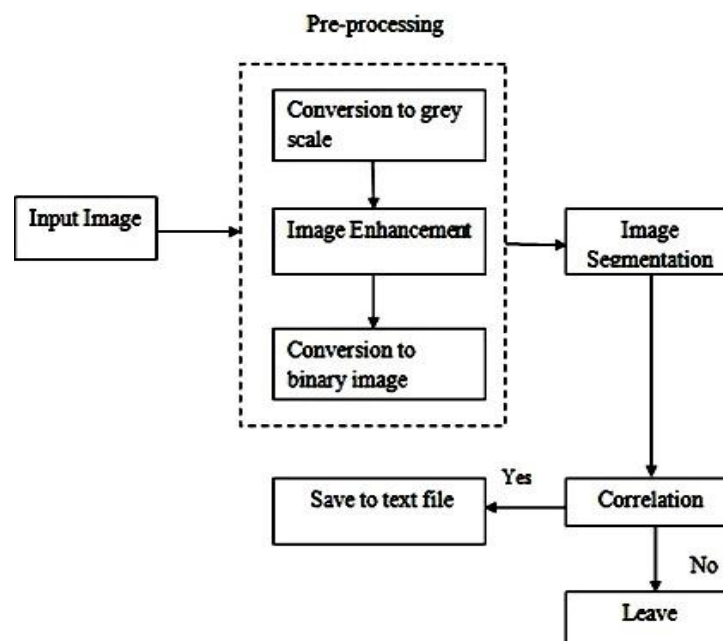 Pre-processing
Conversion to grey
scale
Input Image
Image Enhancement
Image
Segmentation
Conversion to
binary image
Yes
Save to text file
Correlation
No
Leave